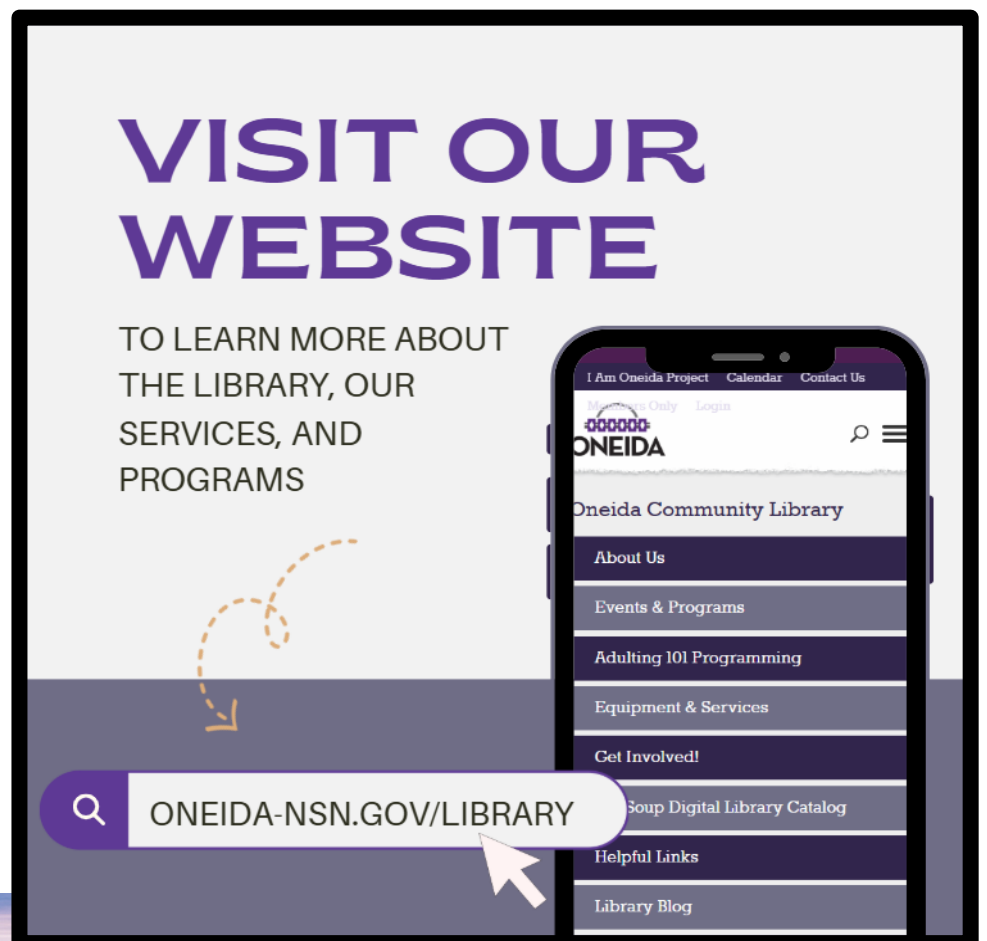 VISIT OUR
WEBSITE
TO LEARN MORE ABOUT
THE LIBRARY, OUR
SERVICES, AND
PROGRAMS
I Am Oneida Project Calendar Contact Us
Members Only Login
ONEIDA
Oneida Community Library
About Us
Events & Programs
Adulting 101 Programming
Equipment & Services
Get Involved!
Soup Digital Library Catalog
ONEIDA-NSN.GOV/LIBRARY
Helpful Links
Library Blog